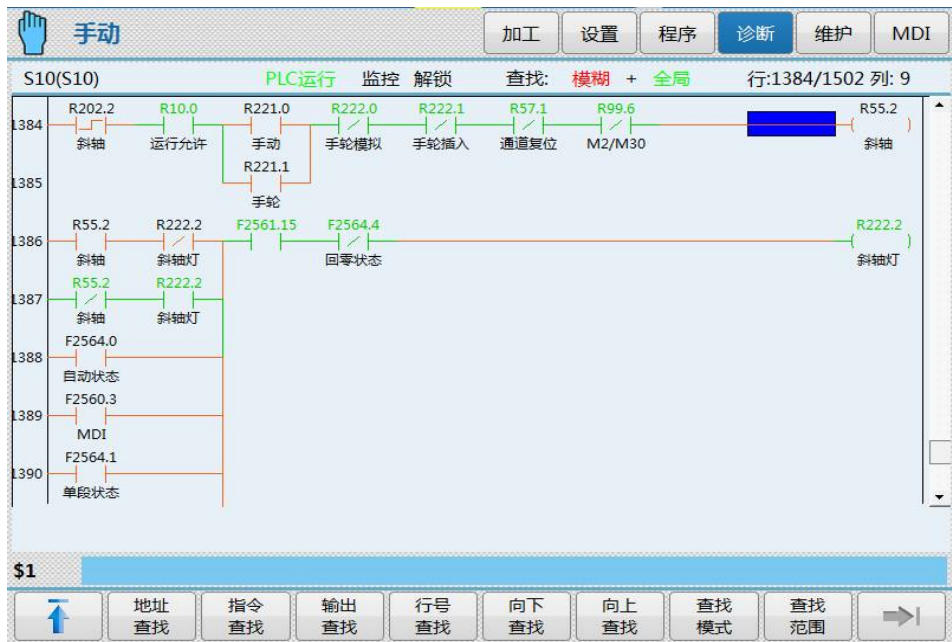 手动 加工 设置 程序 诊断 维护 MDI
S10(S10) PLC运行 监控 解锁 查找: 模糊 + 全局 行:1384/1502 列: 9
R202.2 R10.0 R221.0 R222.0 R222.1 R57.1 R99.6 R55.2
1384
斜轴 运行允许 手动 手轮模拟 手轮插入 通道复位 M2/M30 斜轴
R221.1
1385
手轮
R55.2 R222.2 F2561.15 F2564.4 R222.2
1386
斜轴 斜轴灯 回零状态 斜轴灯
R55.2 R222.2
1387
斜轴 斜轴灯
F2564.0
1388
自动状态
F2560.3
1389
MDI
F2564.1
1390
单段状态
$1
地址 指令 输出 行号 向下 向上 查找 查找
查找 查找 查找 查找 查找 查找 模式 范围